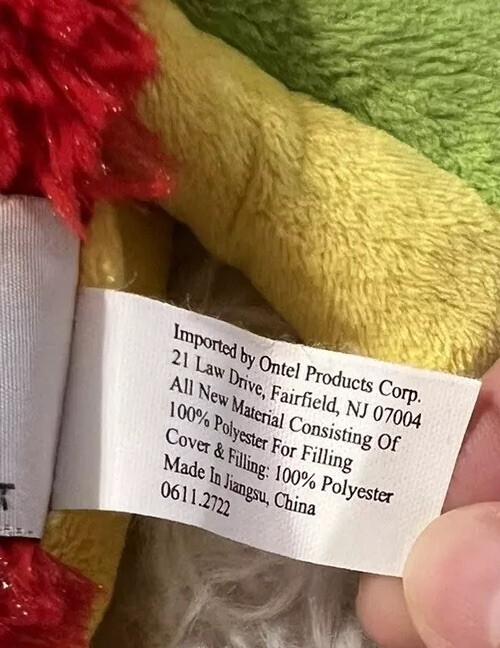 Imported by Ontel Products Corp.
21 Law Drive, Fairfield, NJ 07004
All New Material Consisting Of
100% Polyester For Filling
Cover & Filling: 100% Polyester
Made In Jiangsu, China
0611.2722